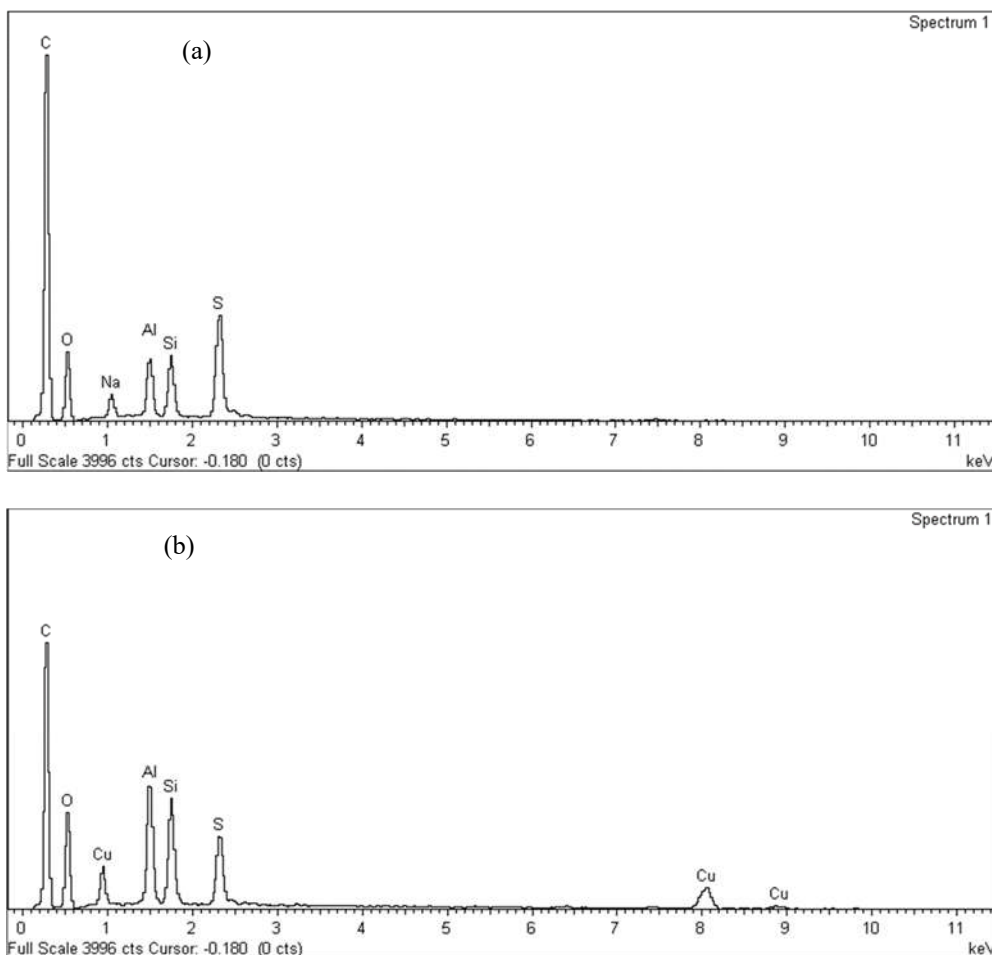 Spectrum 1
(a)
C
O
Na
Al
Si
S
0 1 2 3 4 5 6 7 8 9 10 11
Full Scale 3996 cts Cursor: -0.180 (0 cts) keV
Spectrum 1
(b)
C
O
Cu
Al
Si
S
Cu
Cu
0 1 2 3 4 5 6 7 8 9 10 11
Full Scale 3996 cts Cursor: -0.180 (0 cts) keV